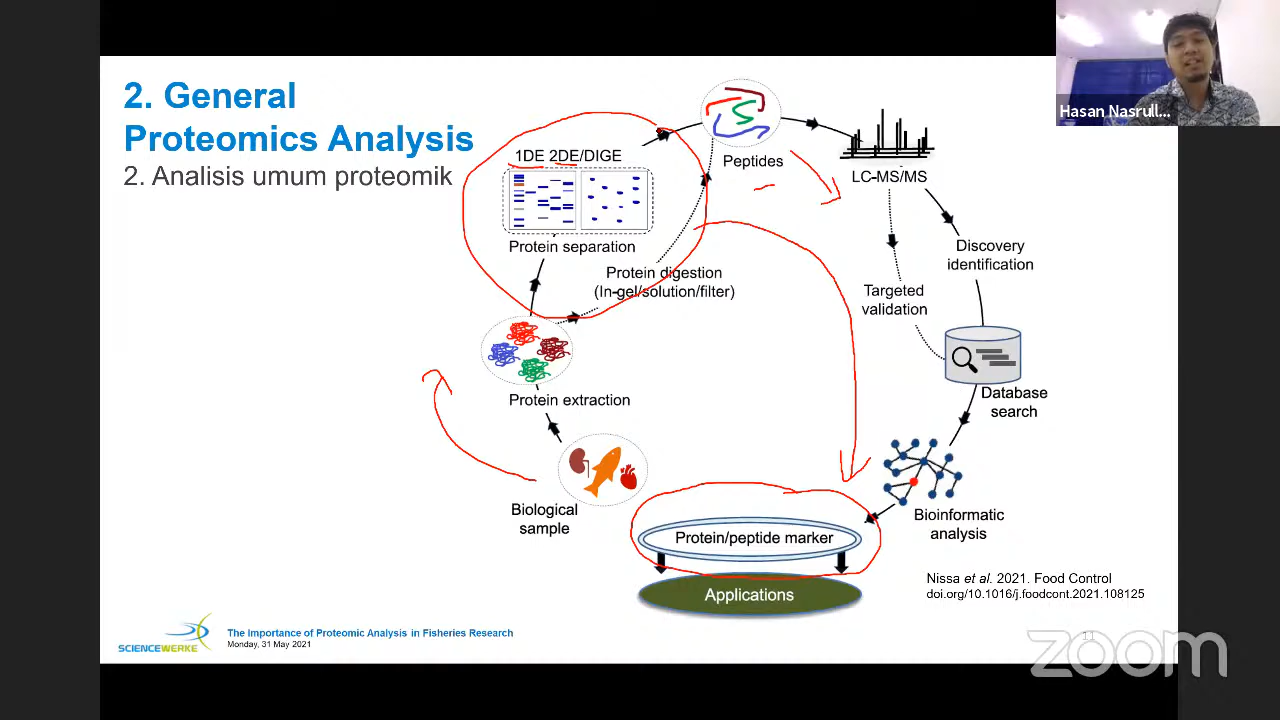 2. General
Proteomics Analysis
2. Analisis umum proteomik
Hasan Nasrull...
1DE 2DE/DIGE
Protein separation
Peptides
LC-MS/MS
Protein digestion
(In-gel/solution/filter)
Discovery
identification
Targeted
validation
Protein extraction
Database
search
Biological
sample
Bioinformatic
analysis
Protein/peptide marker
Applications
Nissa et al. 2021. Food Control
doi.org/10.1016/j.foodcont.2021.108125
SCIENCEWERKE
The Importance of Proteomic Analysis in Fisheries Research
Monday, 31 May 2021
11
zoom